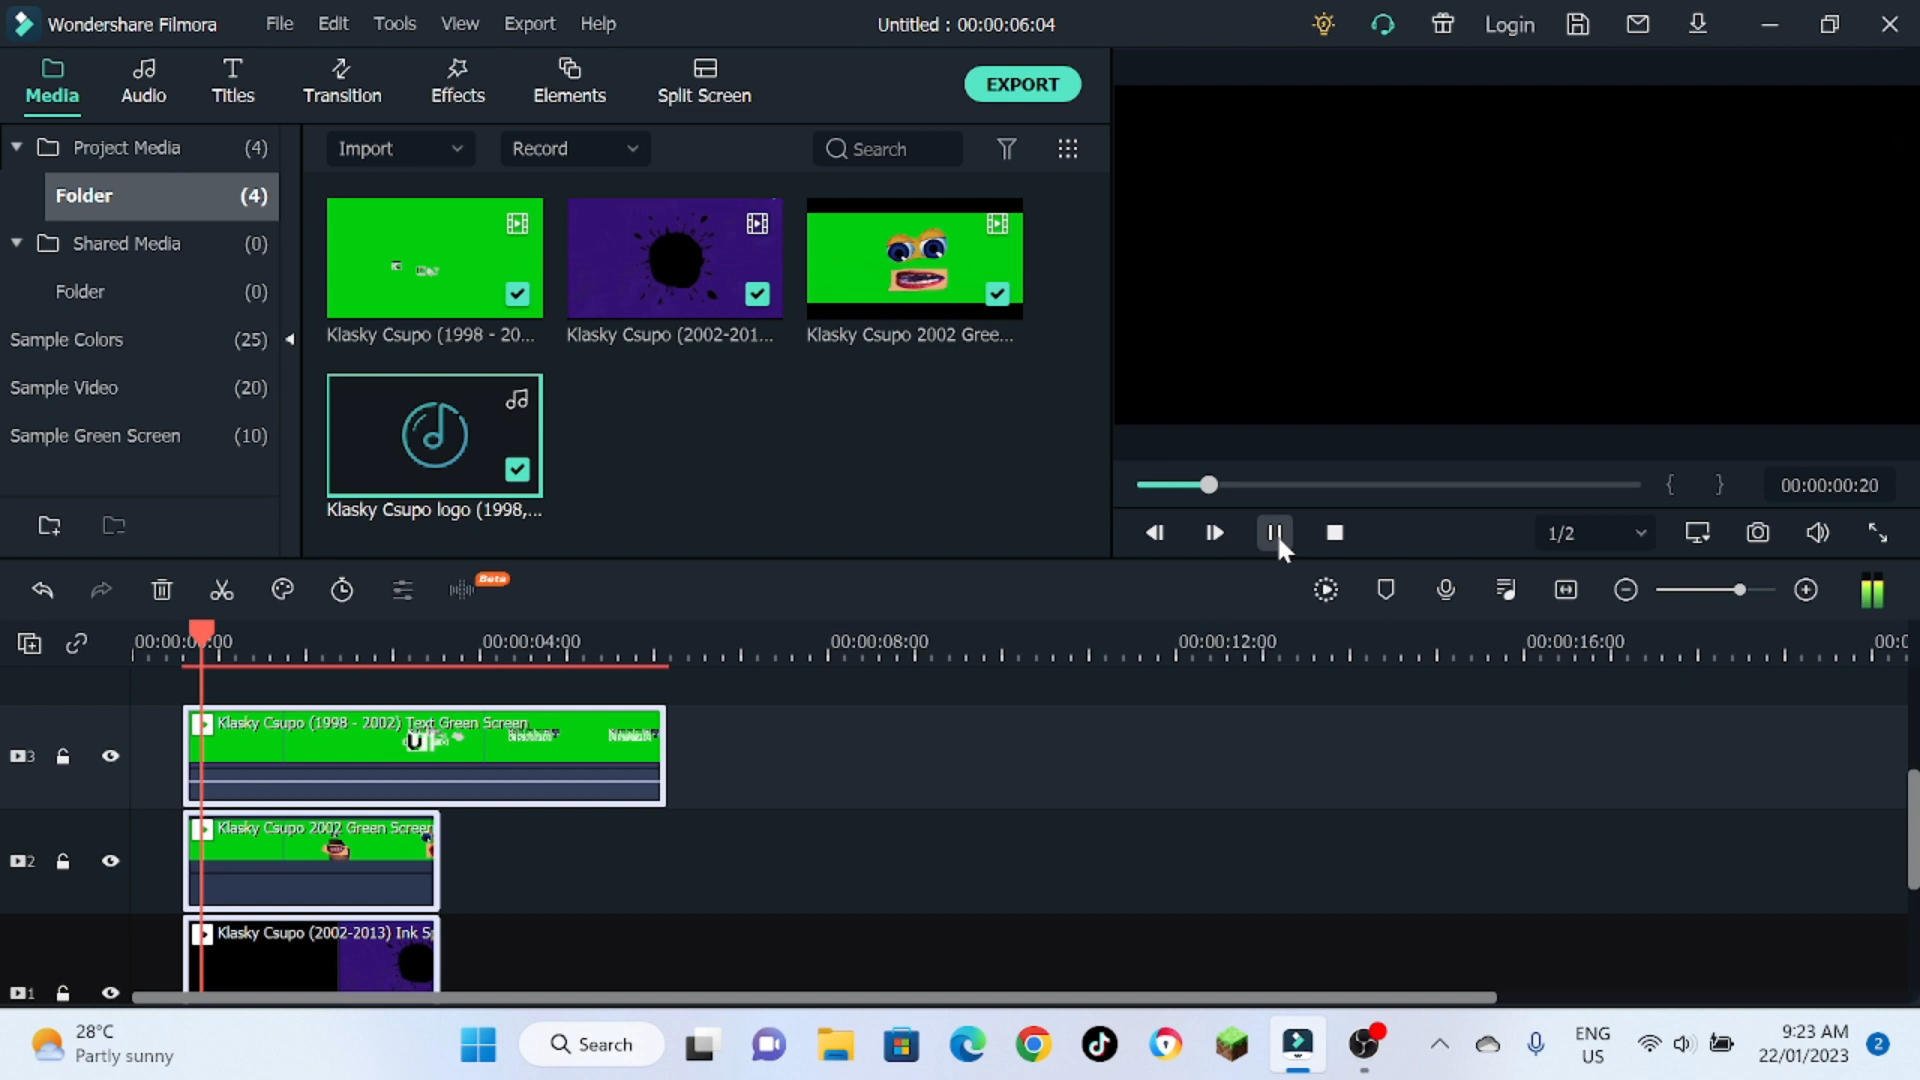 Wondershare Filmora File Edit Tools View Export Help Untitled : 00:00:06:04 Login
Media Audio Titles Transition Effects Elements Split Screen EXPORT
Project Media (4) Import Record Search
Folder (4)
Shared Media (0)
Folder (0)
Sample Colors (25)
Klasky Csupo (1998 - 20... Klasky Csupo (2002-201... Klasky Csupo 2002 Gree...
Sample Video (20)
Sample Green Screen (10)
Klasky Csupo logo (1998,...
{ } 00:00:00:20
1/2
Beta
00:00:04:00 00:00:08:00 00:00:12:00 00:00:16:00
Klasky Csupo (1998 - 2002) Text Green Screen
3
Klasky Csupo 2002 Green Screen
2
Klasky Csupo (2002-2013) Ink
1
28°C
Partly sunny
Search
ENG
US
9:23 AM
22/01/2023
2